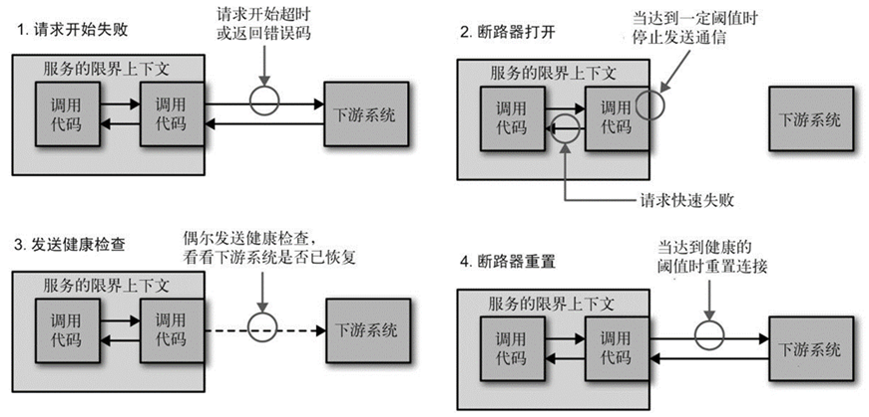 1. 请求开始失败
请求开始超时
或返回错误码
服务的限界上下文
调用
代码
调用
代码
下游系统
2. 断路器打开
当达到一定阈值时
停止发送通信
服务的限界上下文
调用
代码
调用
代码
下游系统
请求快速失败
3. 发送健康检查
偶尔发送健康检查，
看看下游系统是否已恢复
服务的限界上下文
调用
代码
调用
代码
下游系统
4. 断路器重置
当达到健康的
阈值时重置连接
服务的限界上下文
调用
代码
调用
代码
下游系统